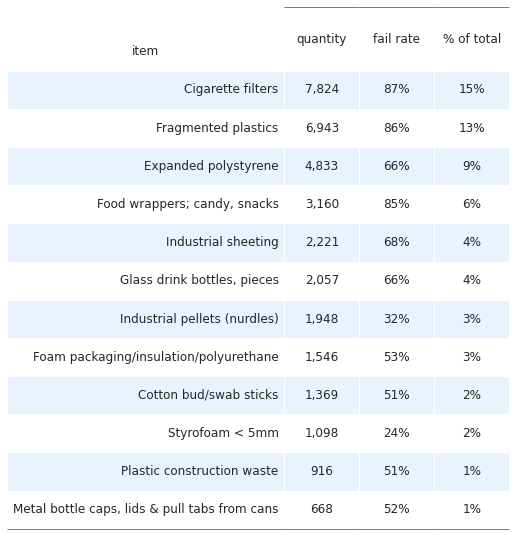 item quantity fail rate % of total
Cigarette filters 7,824 87% 15%
Fragmented plastics 6,943 86% 13%
Expanded polystyrene 4,833 66% 9%
Food wrappers; candy, snacks 3,160 85% 6%
Industrial sheeting 2,221 68% 4%
Glass drink bottles, pieces 2,057 66% 4%
Industrial pellets (nurdles) 1,948 32% 3%
Foam packaging/insulation/polyurethane 1,546 53% 3%
Cotton bud/swab sticks 1,369 51% 2%
Styrofoam < 5mm 1,098 24% 2%
Plastic construction waste 916 51% 1%
Metal bottle caps, lids & pull tabs from cans 668 52% 1%